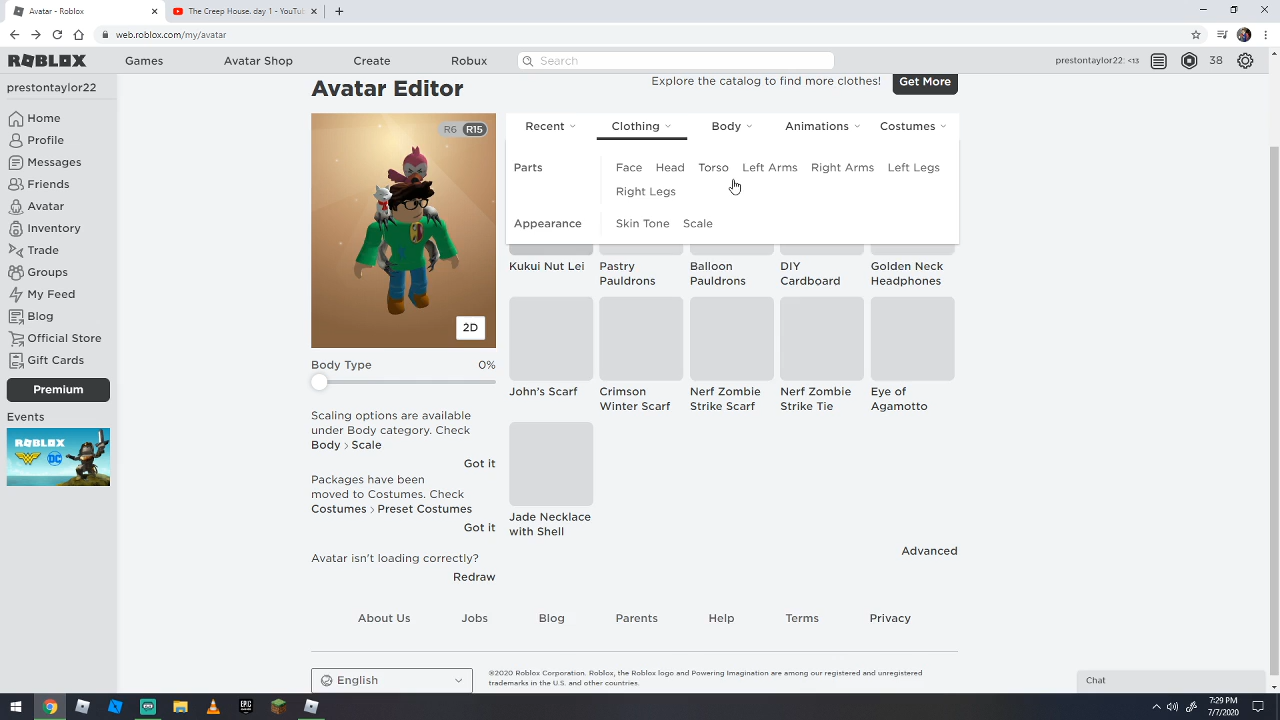 Avatar - Roblox
The Creep House. day 1 - YouTu
web.roblox.com/my/avatar
ROBLOX
Games
Avatar Shop
Create
Robux
Search
prestontaylor22: <13
38
prestontaylor22
Home
Profile
Messages
Friends
Avatar
Inventory
Trade
Groups
My Feed
Blog
Official Store
Gift Cards
Premium
Events
ROBLOX
DC
Avatar Editor
Explore the catalog to find more clothes!
Get More
R6 R15
2D
Body Type 0%
Scaling options are available
under Body category. Check
Body > Scale
Got it
Packages have been
moved to Costumes. Check
Costumes > Preset Costumes
Got it
Avatar isn't loading correctly?
Redraw
Recent
Clothing
Body
Animations
Costumes
Parts
Face Head Torso Left Arms Right Arms Left Legs
Right Legs
Appearance
Skin Tone Scale
Kukui Nut Lei
Pastry
Pauldrons
Balloon
Pauldrons
DIY
Cardboard
Golden Neck
Headphones
John's Scarf
Crimson
Winter Scarf
Nerf Zombie
Strike Scarf
Nerf Zombie
Strike Tie
Eye of
Agamotto
Jade Necklace
with Shell
Advanced
About Us
Jobs
Blog
Parents
Help
Terms
Privacy
English
©2020 Roblox Corporation. Roblox, the Roblox logo and Powering Imagination are among our registered and unregistered
trademarks in the U.S. and other countries.
Chat
EPIC
7:29 PM
7/7/2020